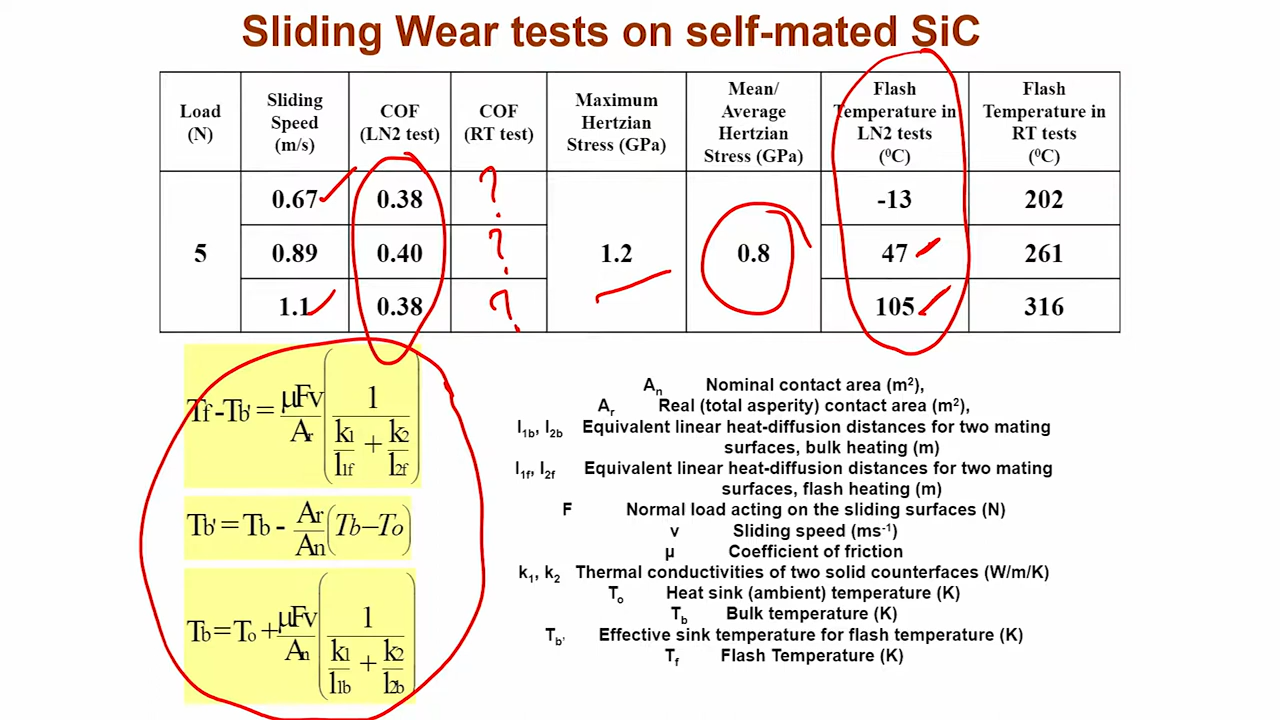 Sliding Wear tests on self-mated SiC
Load
(N)
Sliding
Speed
(m/s)
COF
(LN2 test)
COF
(RT test)
Maximum
Hertzian
Stress (GPa)
Mean/
Average
Hertzian
Stress (GPa)
Flash
Temperature in
LN2 tests
(⁰C)
Flash
Temperature in
RT tests
(⁰C)
5
0.67
0.38
?
1.2
0.8
-13
202
0.89
0.40
?
47
261
1.1
0.38
?
105
316
Tf -Tb' = μFv/Ar (1/(k1/l1f + k2/l2f))
Tb' = Tb - Ar/An (Tb–To)
Tb = To + μFv/An (1/(k1/l1b + k2/l2b))
An Nominal contact area (m²),
Ar Real (total asperity) contact area (m²),
l1b, l2b Equivalent linear heat-diffusion distances for two mating
surfaces, bulk heating (m)
l1f, l2f Equivalent linear heat-diffusion distances for two mating
surfaces, flash heating (m)
F Normal load acting on the sliding surfaces (N)
v Sliding speed (ms⁻¹)
μ Coefficient of friction
k1, k2 Thermal conductivities of two solid counterfaces (W/m/K)
To Heat sink (ambient) temperature (K)
Tb Bulk temperature (K)
Tb' Effective sink temperature for flash temperature (K)
Tf Flash Temperature (K)